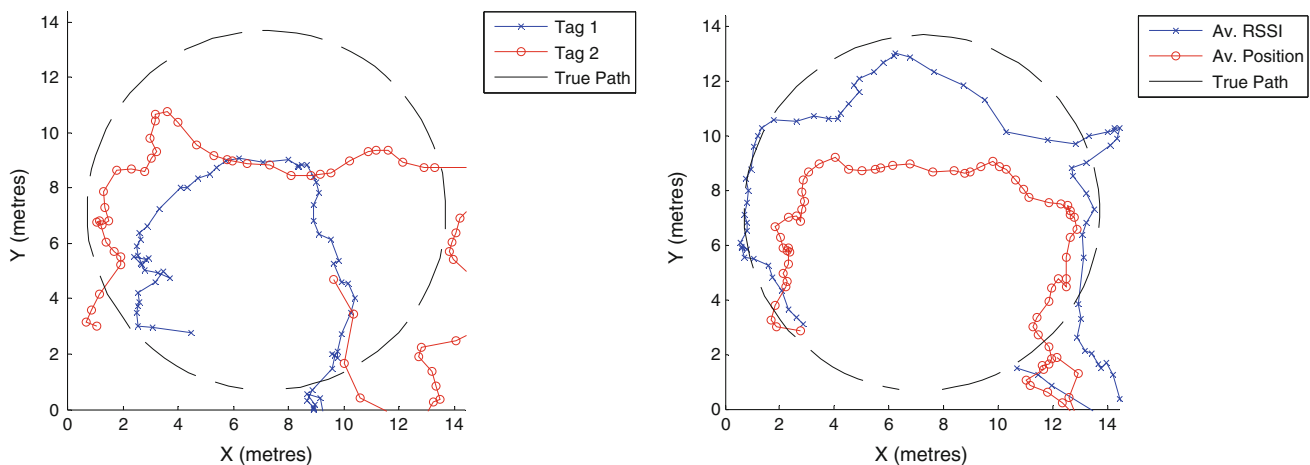 14
12
10
8
6
4
2
0
Y (metres)
0 2 4 6 8 10 12 14
X (metres)
Tag 1
Tag 2
True Path
14
12
10
8
6
4
2
0
Y (metres)
0 2 4 6 8 10 12 14
X (metres)
Av. RSSI
Av. Position
True Path